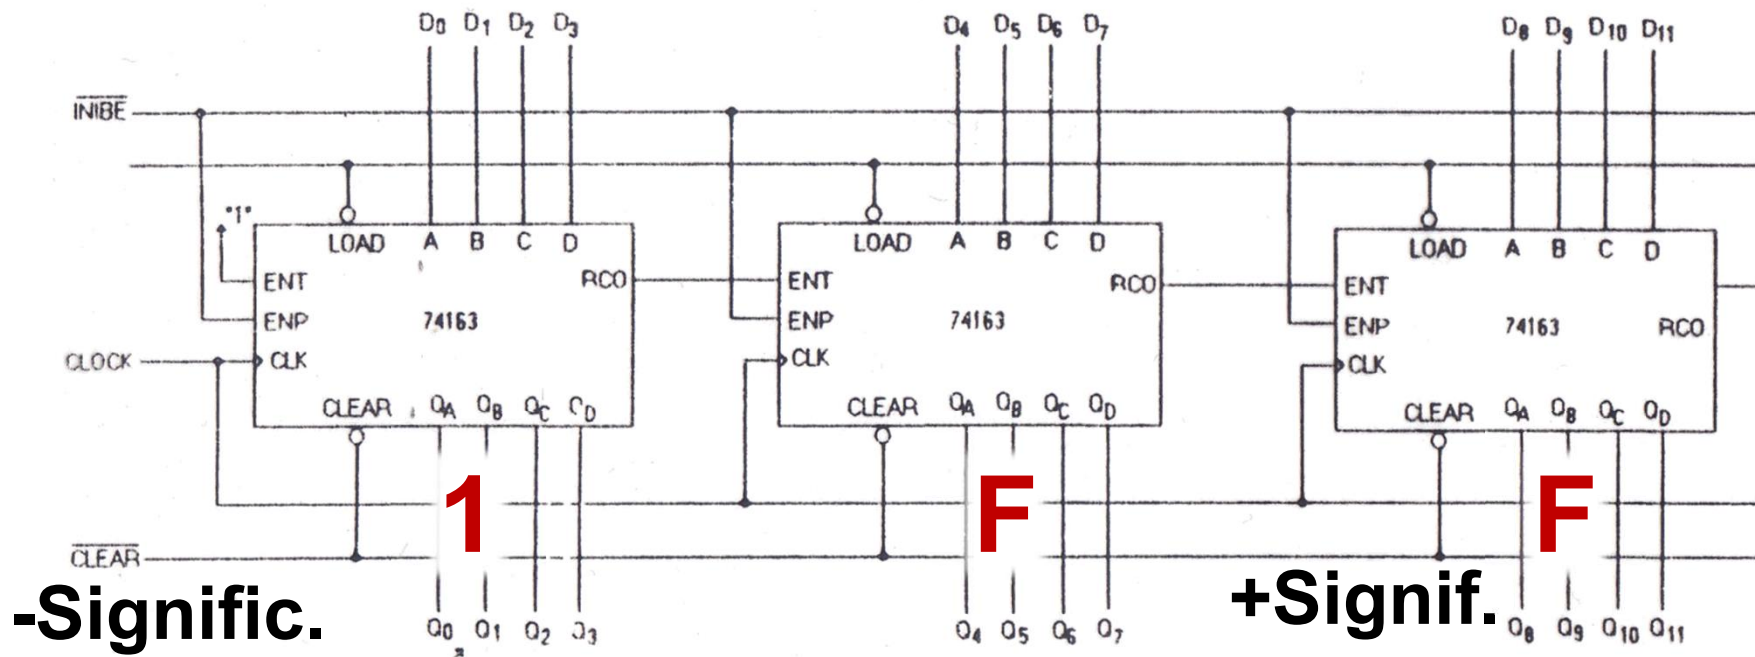 D0 D1 D2 D3 D4 D5 D6 D7 D8 D9 D10 D11
INIBE
"1"
LOAD A B C D LOAD A B C D LOAD A B C D
ENT RCO ENT RCO ENT
ENP 74163 ENP 74163 ENP 74163 RCO
CLOCK CLK CLK CLK
CLEAR QA QB QC QD CLEAR QA QB QC QD CLEAR QA QB QC QD
1 F F
CLEAR
-Signific. +Signif.
Q0 Q1 Q2 Q3 Q4 Q5 Q6 Q7 Q8 Q9 Q10 Q11